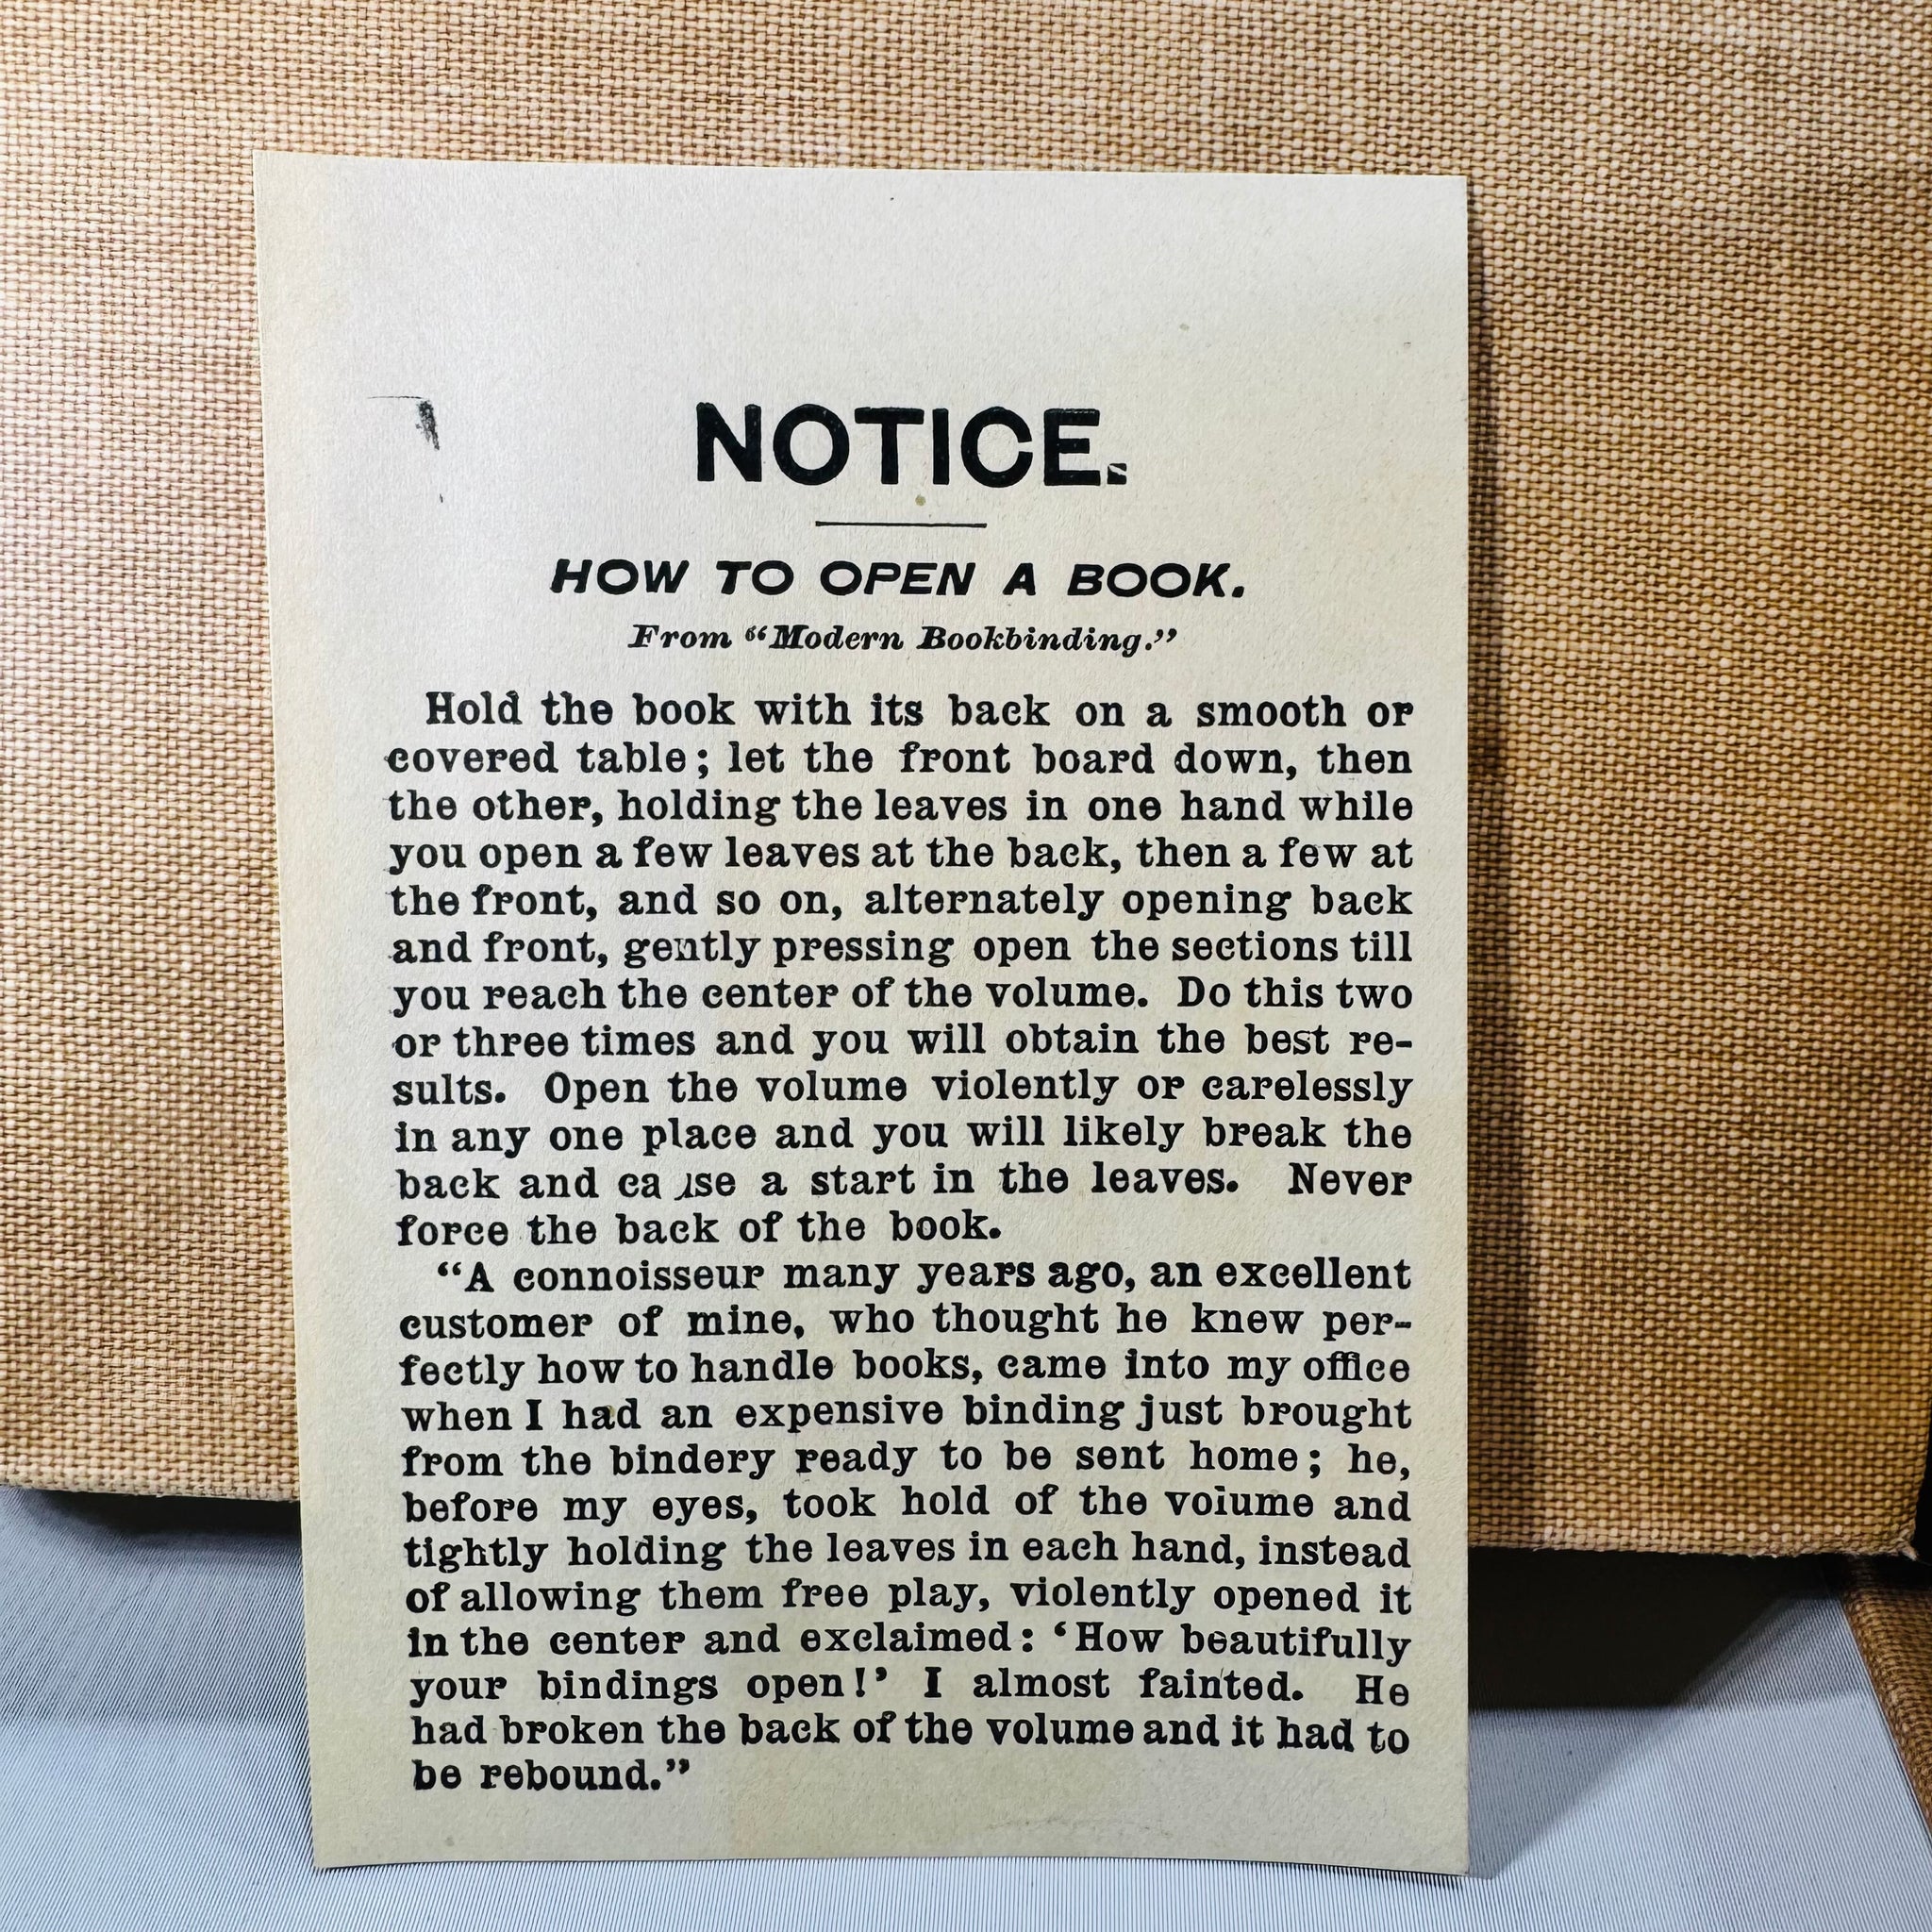 NOTICE.
HOW TO OPEN A BOOK.
From “Modern Bookbinding.”
Hold the book with its back on a smooth or
covered table; let the front board down, then
the other, holding the leaves in one hand while
you open a few leaves at the back, then a few at
the front, and so on, alternately opening back
and front, gently pressing open the sections till
you reach the center of the volume. Do this two
or three times and you will obtain the best re-
sults. Open the volume violently or carelessly
in any one place and you will likely break the
back and cause a start in the leaves. Never
force the back of the book.
“A connoisseur many years ago, an excellent
customer of mine, who thought he knew per-
fectly how to handle books, came into my office
when I had an expensive binding just brought
from the bindery ready to be sent home; he,
before my eyes, took hold of the volume and
tightly holding the leaves in each hand, instead
of allowing them free play, violently opened it
in the center and exclaimed: ‘How beautifully
your bindings open!’ I almost fainted. He
had broken the back of the volume and it had to
be rebound.”